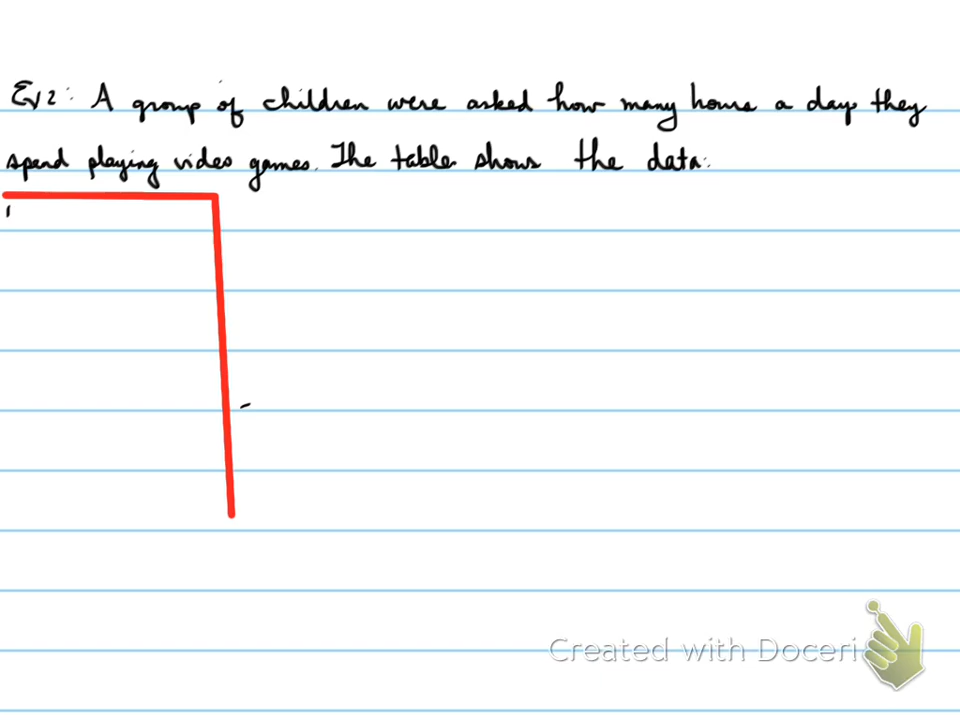 Ex 2: A group of children were asked how many hours a day they
spend playing video games. The table shows the data:
Created with Doceri